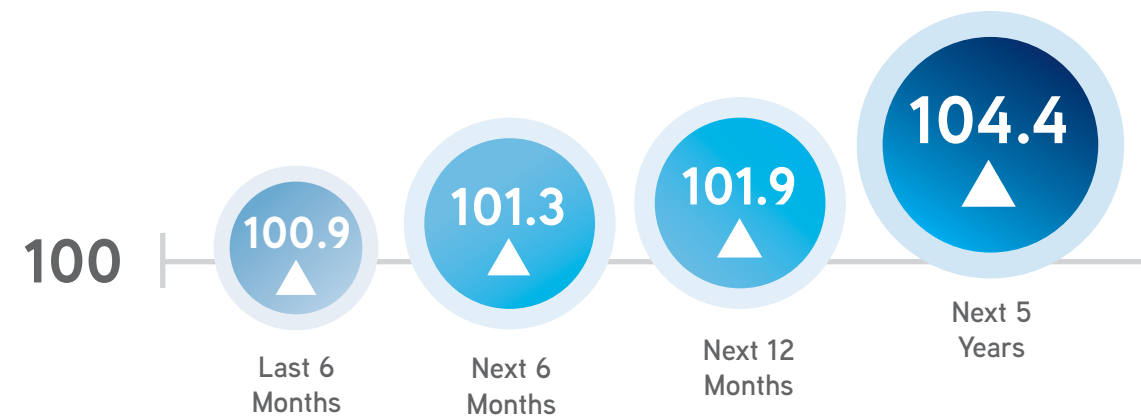 100
100.9
Last 6
Months
101.3
Next 6
Months
101.9
Next 12
Months
104.4
Next 5
Years